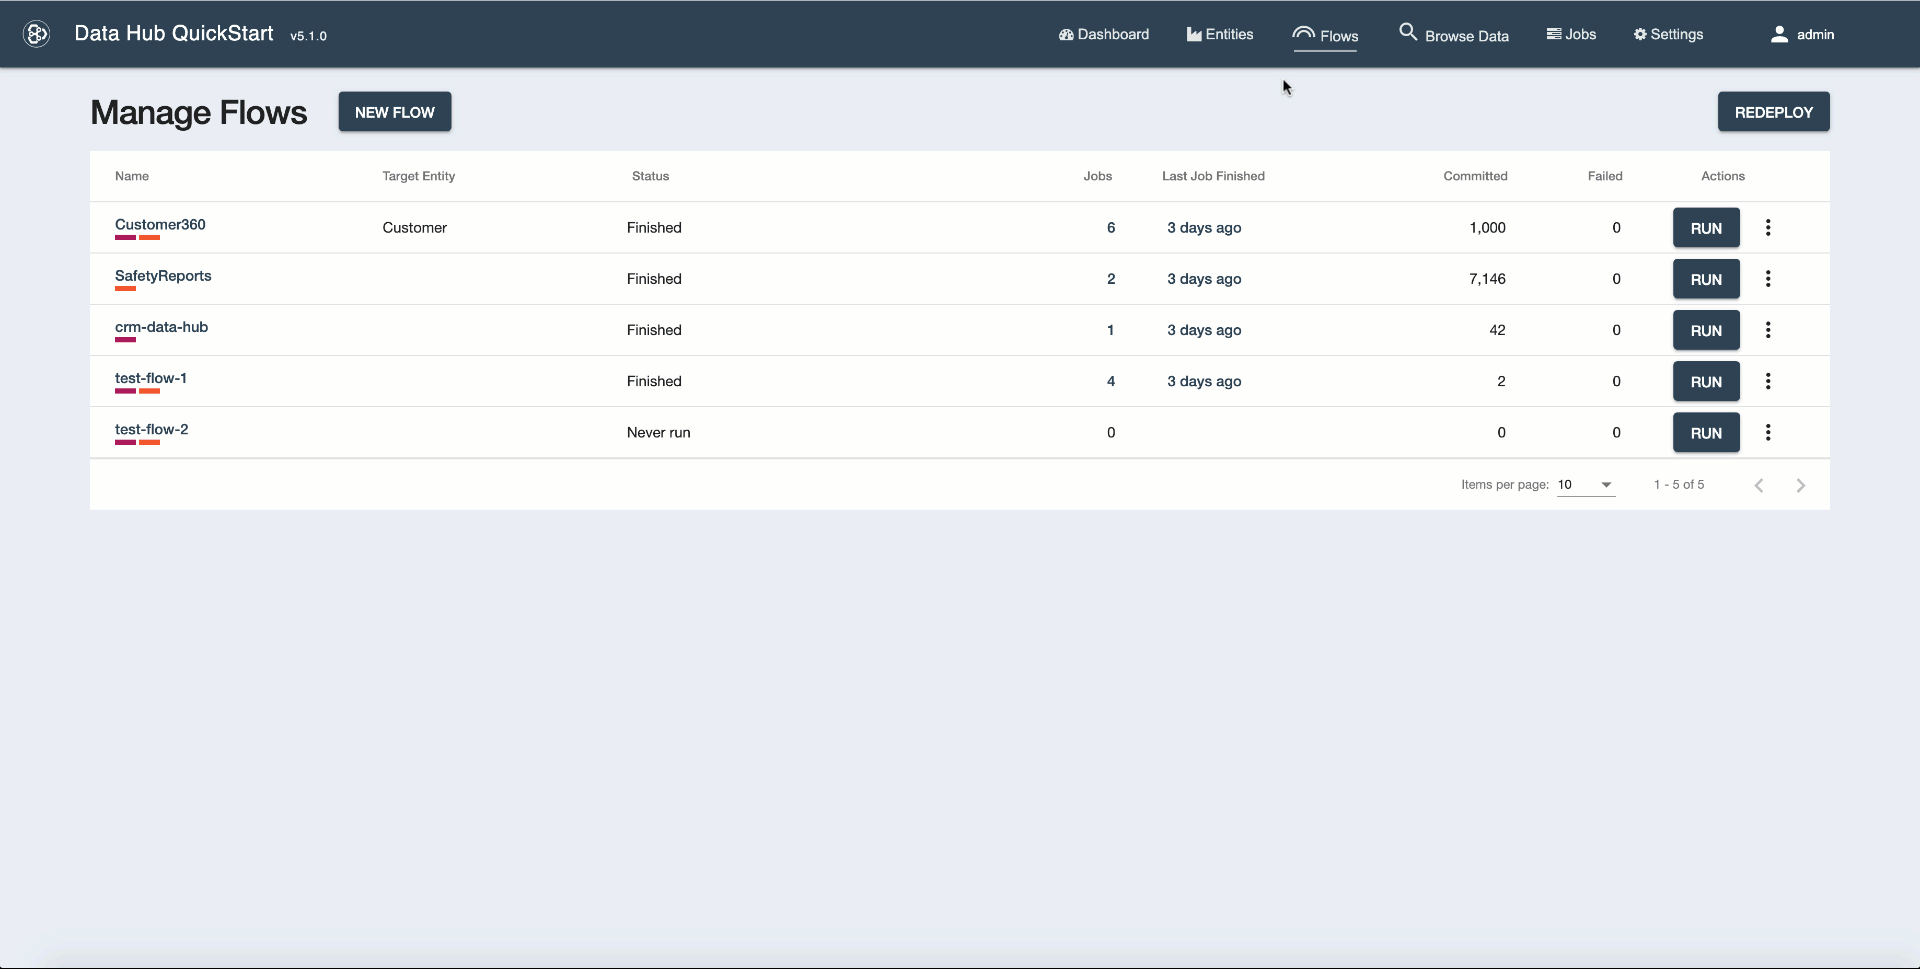 Data Hub QuickStart v5.1.0 Dashboard Entities Flows Browse Data Jobs Settings admin
Manage Flows NEW FLOW REDEPLOY
Name Target Entity Status Jobs Last Job Finished Committed Failed Actions
Customer360 Customer Finished 6 3 days ago 1,000 0 RUN
SafetyReports Finished 2 3 days ago 7,146 0 RUN
crm-data-hub Finished 1 3 days ago 42 0 RUN
test-flow-1 Finished 4 3 days ago 2 0 RUN
test-flow-2 Never run 0 0 0 RUN
Items per page: 10 1 - 5 of 5